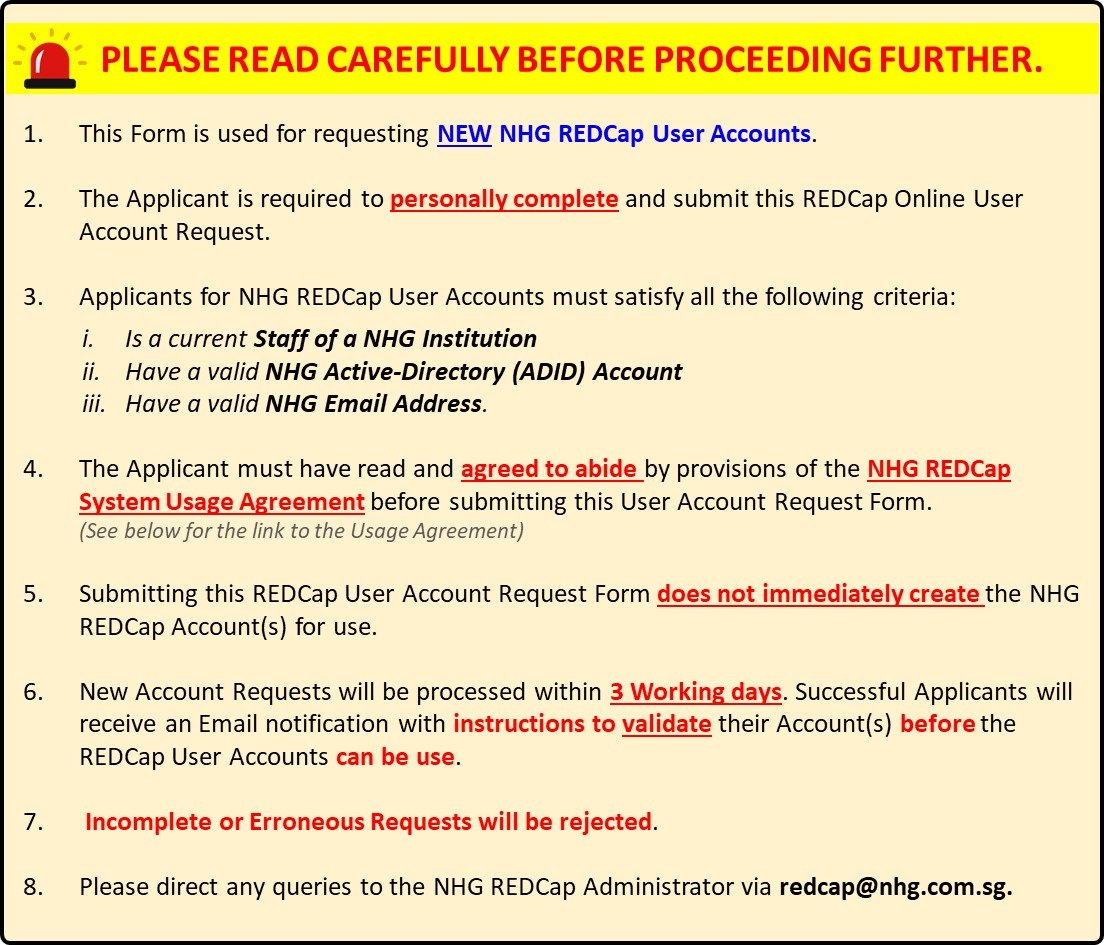 PLEASE READ CAREFULLY BEFORE PROCEEDING FURTHER.
1. This Form is used for requesting NEW NHG REDCap User Accounts.
2. The Applicant is required to personally complete and submit this REDCap Online User
Account Request.
3. Applicants for NHG REDCap User Accounts must satisfy all the following criteria:
i. Is a current Staff of a NHG Institution
ii. Have a valid NHG Active-Directory (ADID) Account
iii. Have a valid NHG Email Address.
4. The Applicant must have read and agreed to abide by provisions of the NHG REDCap
System Usage Agreement before submitting this User Account Request Form.
(See below for the link to the Usage Agreement)
5. Submitting this REDCap User Account Request Form does not immediately create the NHG
REDCap Account(s) for use.
6. New Account Requests will be processed within 3 Working days. Successful Applicants will
receive an Email notification with instructions to validate their Account(s) before the
REDCap User Accounts can be use.
7. Incomplete or Erroneous Requests will be rejected.
8. Please direct any queries to the NHG REDCap Administrator via redcap@nhg.com.sg.